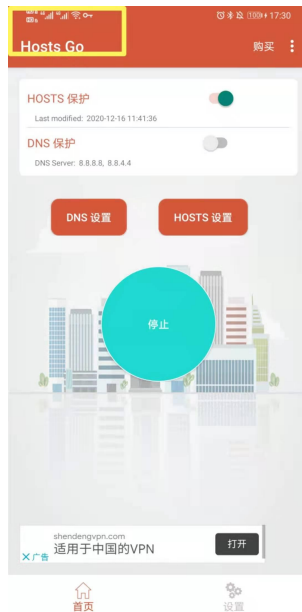 17:30
Hosts Go
购买
HOSTS 保护
Last modified: 2020-12-16 11:41:36
DNS 保护
DNS Server: 8.8.8.8, 8.8.4.4
DNS 设置
HOSTS 设置
停止
shendengvpn.com
适用于中国的VPN
打开
广告
首页
设置